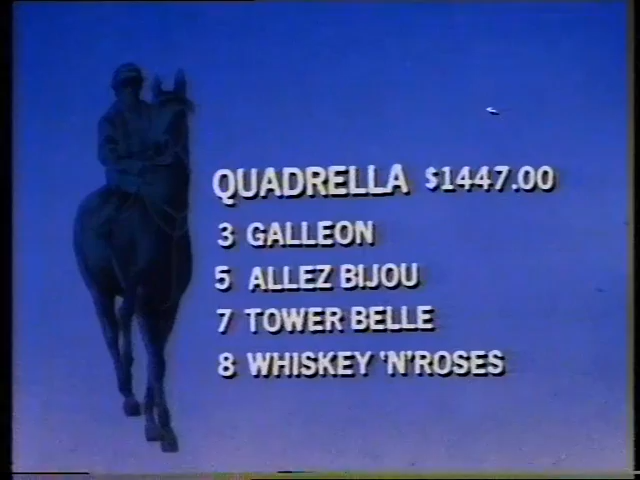 QUADRELLA $1447.00
3 GALLEON
5 ALLEZ BIJOU
7 TOWER BELLE
8 WHISKEY 'N' ROSES